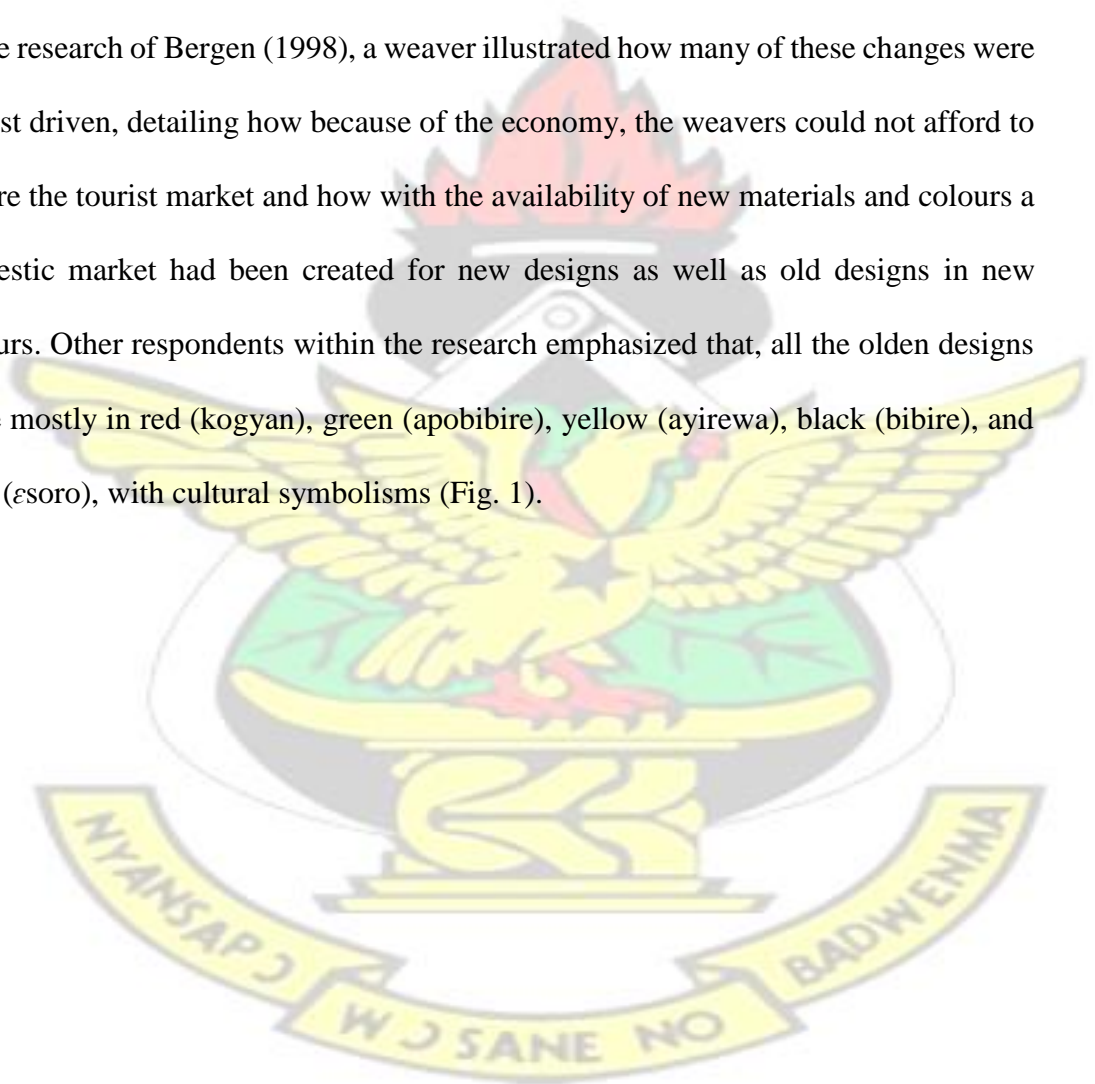 e research of Bergen (1998), a weaver illustrated how many of these changes were
st driven, detailing how because of the economy, the weavers could not afford to
re the tourist market and how with the availability of new materials and colours a
estic market had been created for new designs as well as old designs in new
urs. Other respondents within the research emphasized that, all the olden designs
e mostly in red (kogyan), green (apobibire), yellow (ayirewa), black (bibire), and
(ɛsoro), with cultural symbolisms (Fig. 1).
NYANSAPƆ WƆSANE NO BADWENMA